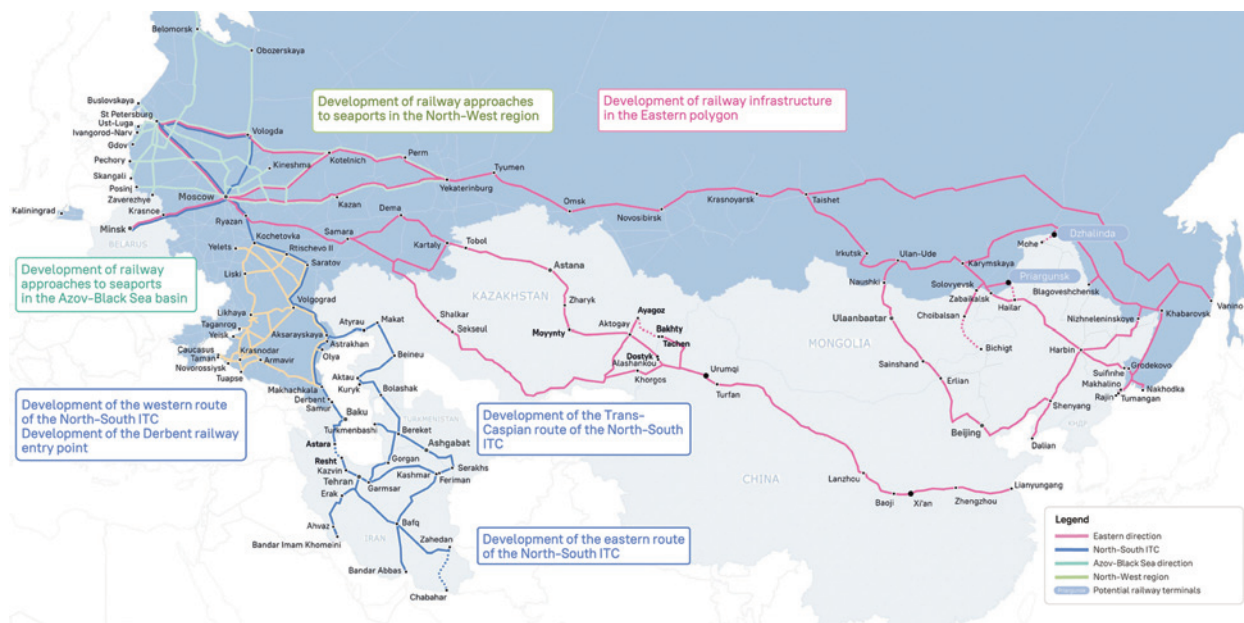 Belomorsk
Obozerskaya
Buslovskaya
St Petersburg
Ust-Luga
Ivangorod-Narv
Gdov
Pechory
Skangali
Posinj
Zaverezhye
Krasnoe
Kaliningrad
Minsk
BELARUS
Moscow
Vologda
Kineshma
Kotelnich
Perm
Kazan
Yekaterinburg
Tyumen
Development of railway approaches
to seaports in the North-West region
Development of railway infrastructure
in the Eastern polygon
Ryazan
Kochetovka
Yelets
Rtischevo II
Saratov
Liski
Samara
Dema
Kartaly
Tobol
Omsk
Novosibirsk
Krasnoyarsk
Taishet
Irkutsk
Ulan-Ude
Naushki
Karymskaya
Solovyevsk
Zabaikalsk
Choibalsan
Hailar
Mohe
Dzhalinda
Priargunsk
Blagoveshchensk
Nizhneleninskoye
Khabarovsk
Vanino
Development of railway
approaches to seaports
in the Azov-Black Sea basin
Volgograd
Likhaya
Taganrog
Yeisk
Aksarayskaya
Astrakhan
Olya
Krasnodar
Caucasus
Taman
Novorossiysk
Armavir
Tuapse
Makhachkala
Derbent
Samur
Atyrau
Makat
Beineu
Aktau
Kuryk
Bolashak
KAZAKHSTAN
Astana
Zharyk
Moyynty
Shalkar
Sekseul
Aktogay
Ayagoz
Bakhty
Tachen
Dostyk
Alashankou
Khorgos
Urumqi
Turfan
MONGOLIA
Ulaanbaatar
Sainshand
Erlian
Bichigt
Harbin
Grodekovo
Suifinhe
Makhalino
Rajin
Tumangan
Nakhodka
Shenyang
Beijing
Dalian
Development of the western route
of the North-South ITC
Development of the Derbent railway
entry point
Development of the Trans-
Caspian route of the North-South
ITC
Baku
TURKMENISTAN
Turkmenbashi
Bereket
Ashgabat
Astara
Resht
Kazvin
Tehran
Gorgan
Garmsar
Kashmar
Serakhs
Feriman
Erak
Ahvaz
Bandar Imam Khomeini
IRAN
Bafq
Zahedan
Bandar Abbas
Chabahar
Development of the eastern route
of the North-South ITC
CHINA
Lanzhou
Baoji
Xi'an
Zhengzhou
Lianyungang
Legend
Eastern direction
North-South ITC
Azov-Black Sea direction
North-West region
Potential railway terminals